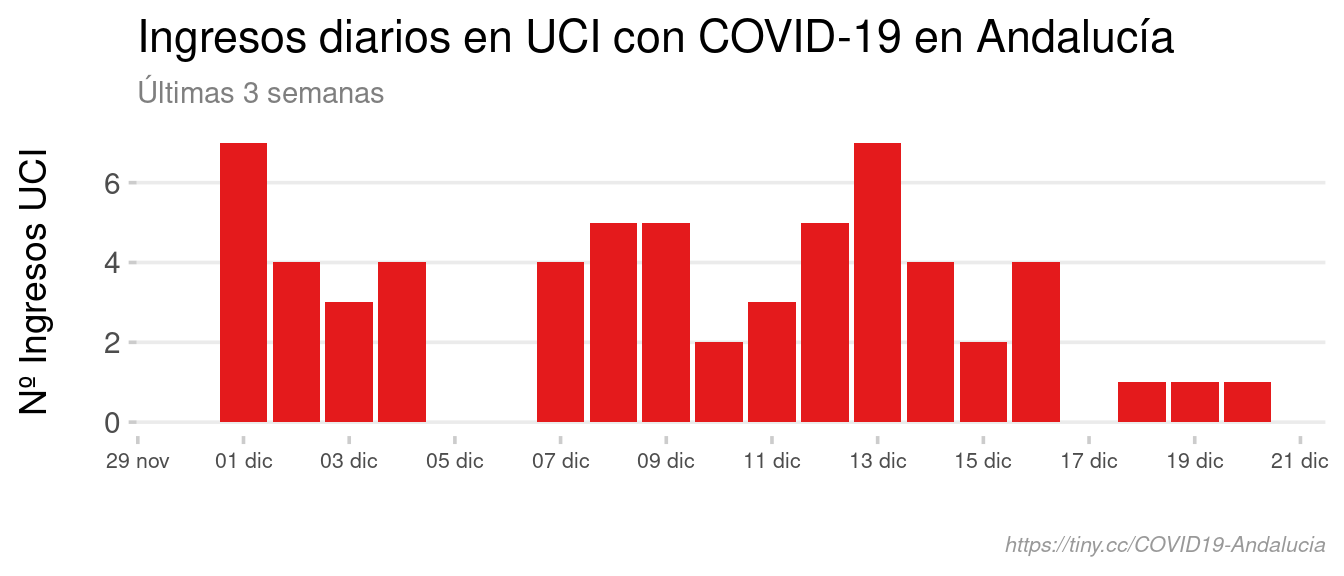 Ingresos diarios en UCI con COVID-19 en Andalucía
Últimas 3 semanas
Nº Ingresos UCI
6
4
2
0
29 nov 01 dic 03 dic 05 dic 07 dic 09 dic 11 dic 13 dic 15 dic 17 dic 19 dic 21 dic
https://tiny.cc/COVID19-Andalucia